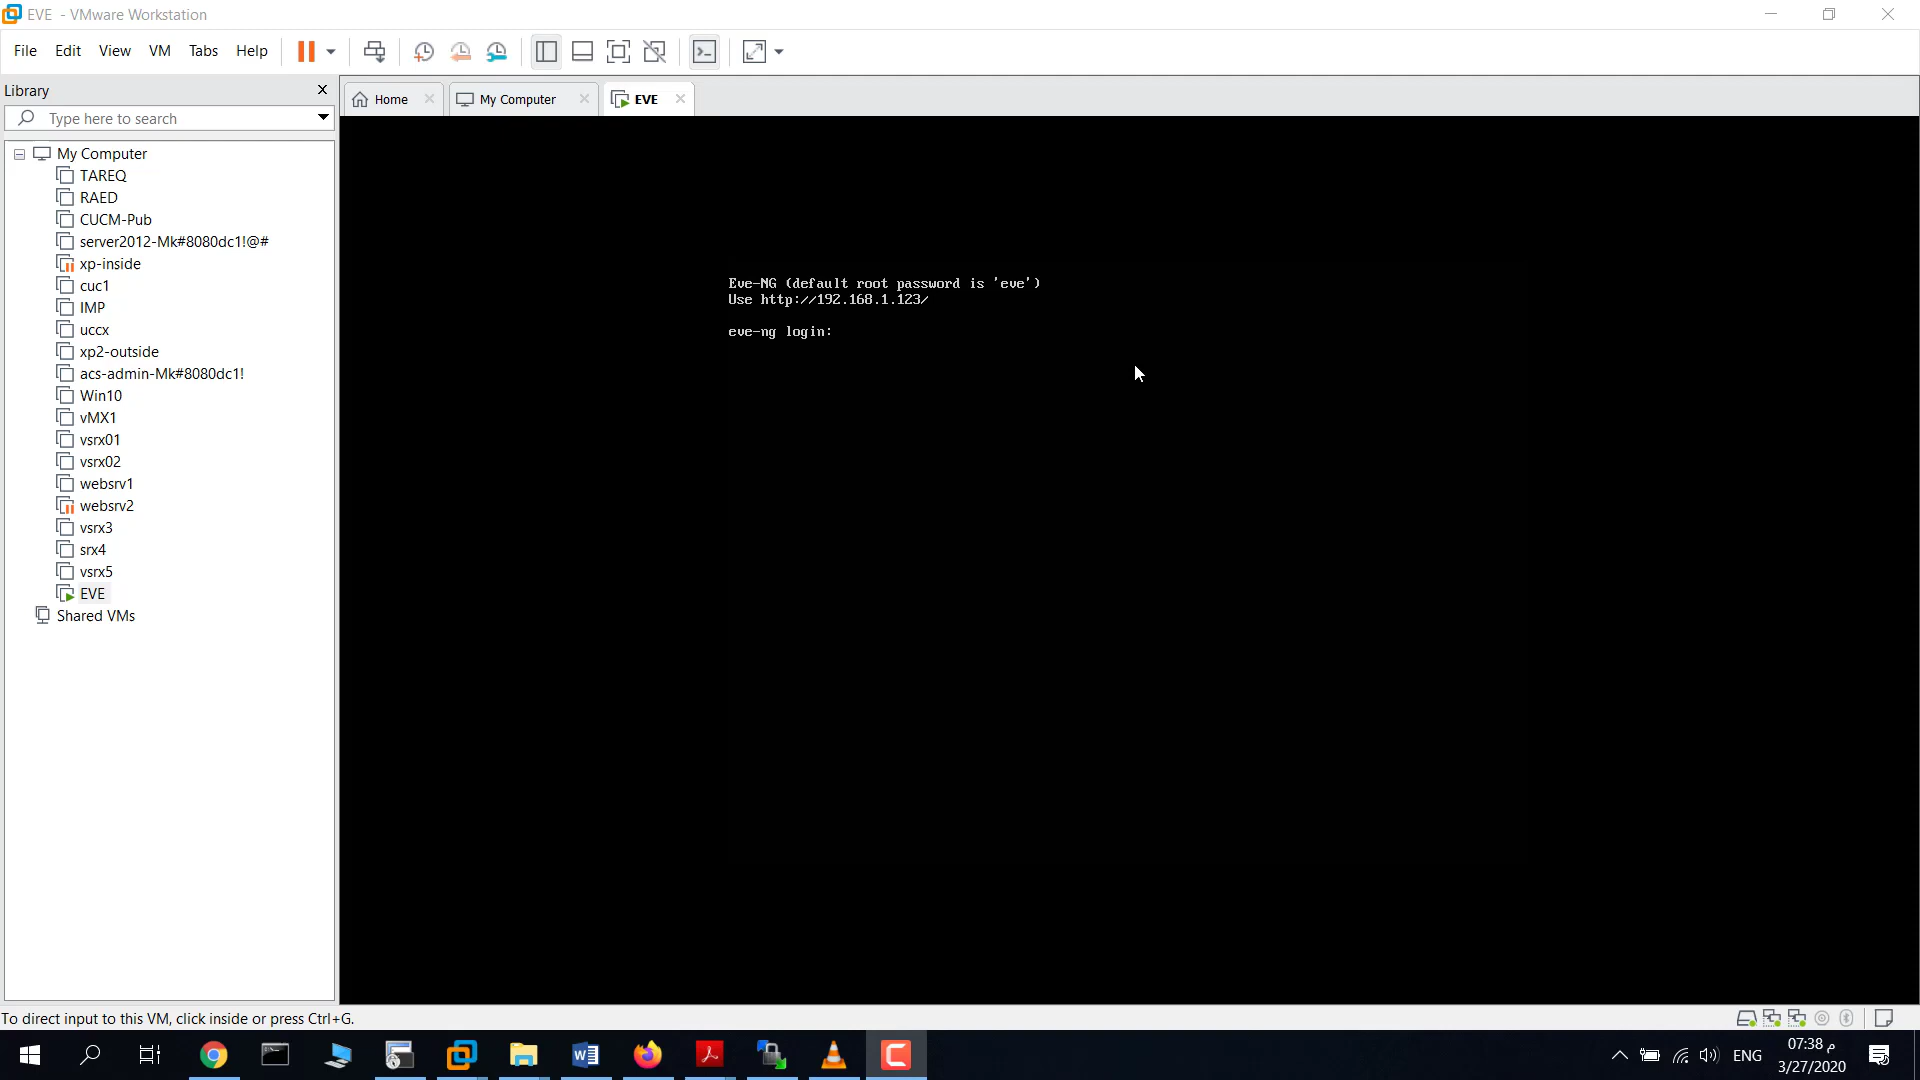 EVE - VMware Workstation
File Edit View VM Tabs Help
Library
Type here to search
Home
My Computer
EVE
My Computer
TAREQ
RAED
CUCM-Pub
server2012-Mk#8080dc1!@#
xp-inside
cuc1
IMP
uccx
xp2-outside
acs-admin-Mk#8080dc1!
Win10
vMX1
vsrx01
vsrx02
websrv1
websrv2
vsrx3
srx4
vsrx5
EVE
Shared VMs
Eve-NG (default root password is 'eve')
Use http://192.168.1.123/
eve-ng login:
To direct input to this VM, click inside or press Ctrl+G.
ENG
07:38 م
3/27/2020